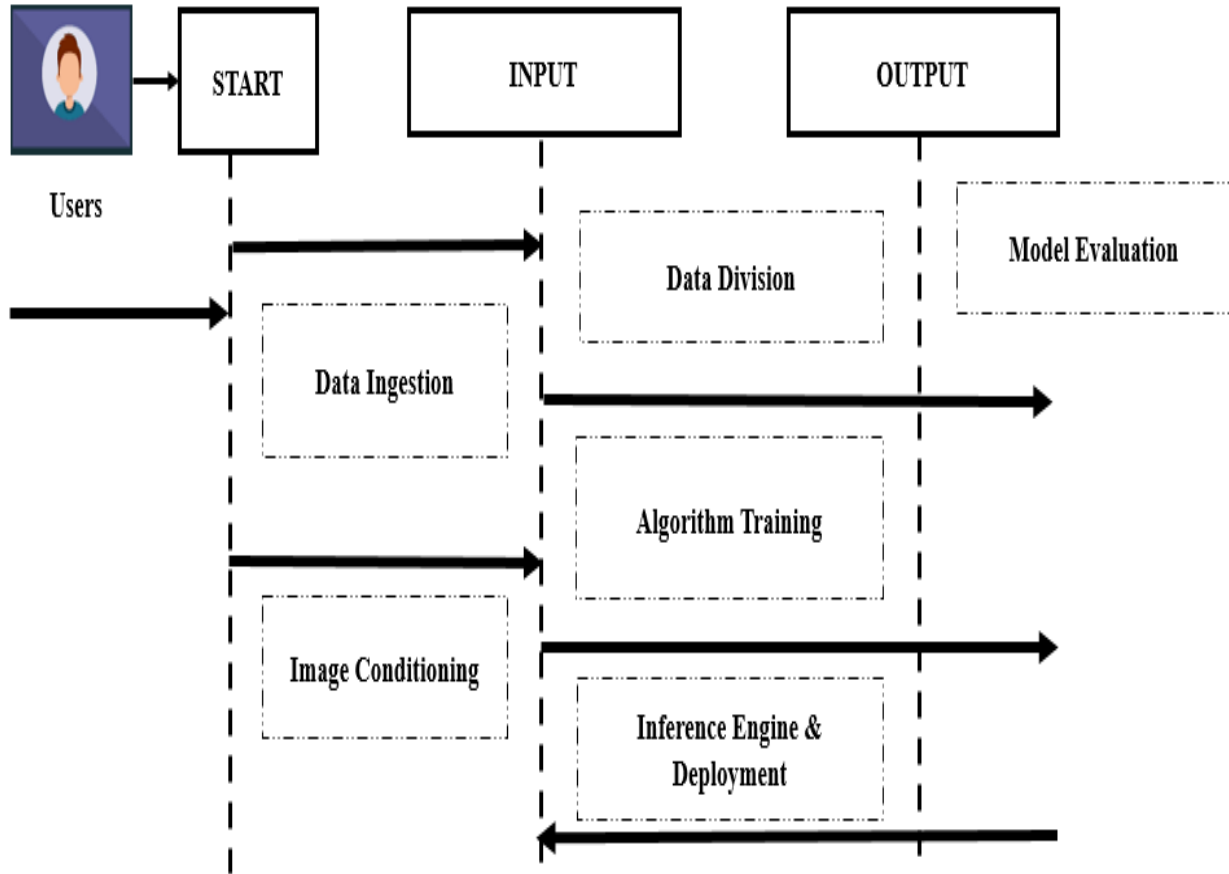 START
INPUT
OUTPUT
Users
Data Division
Model Evaluation
Data Ingestion
Algorithm Training
Image Conditioning
Inference Engine &
Deployment